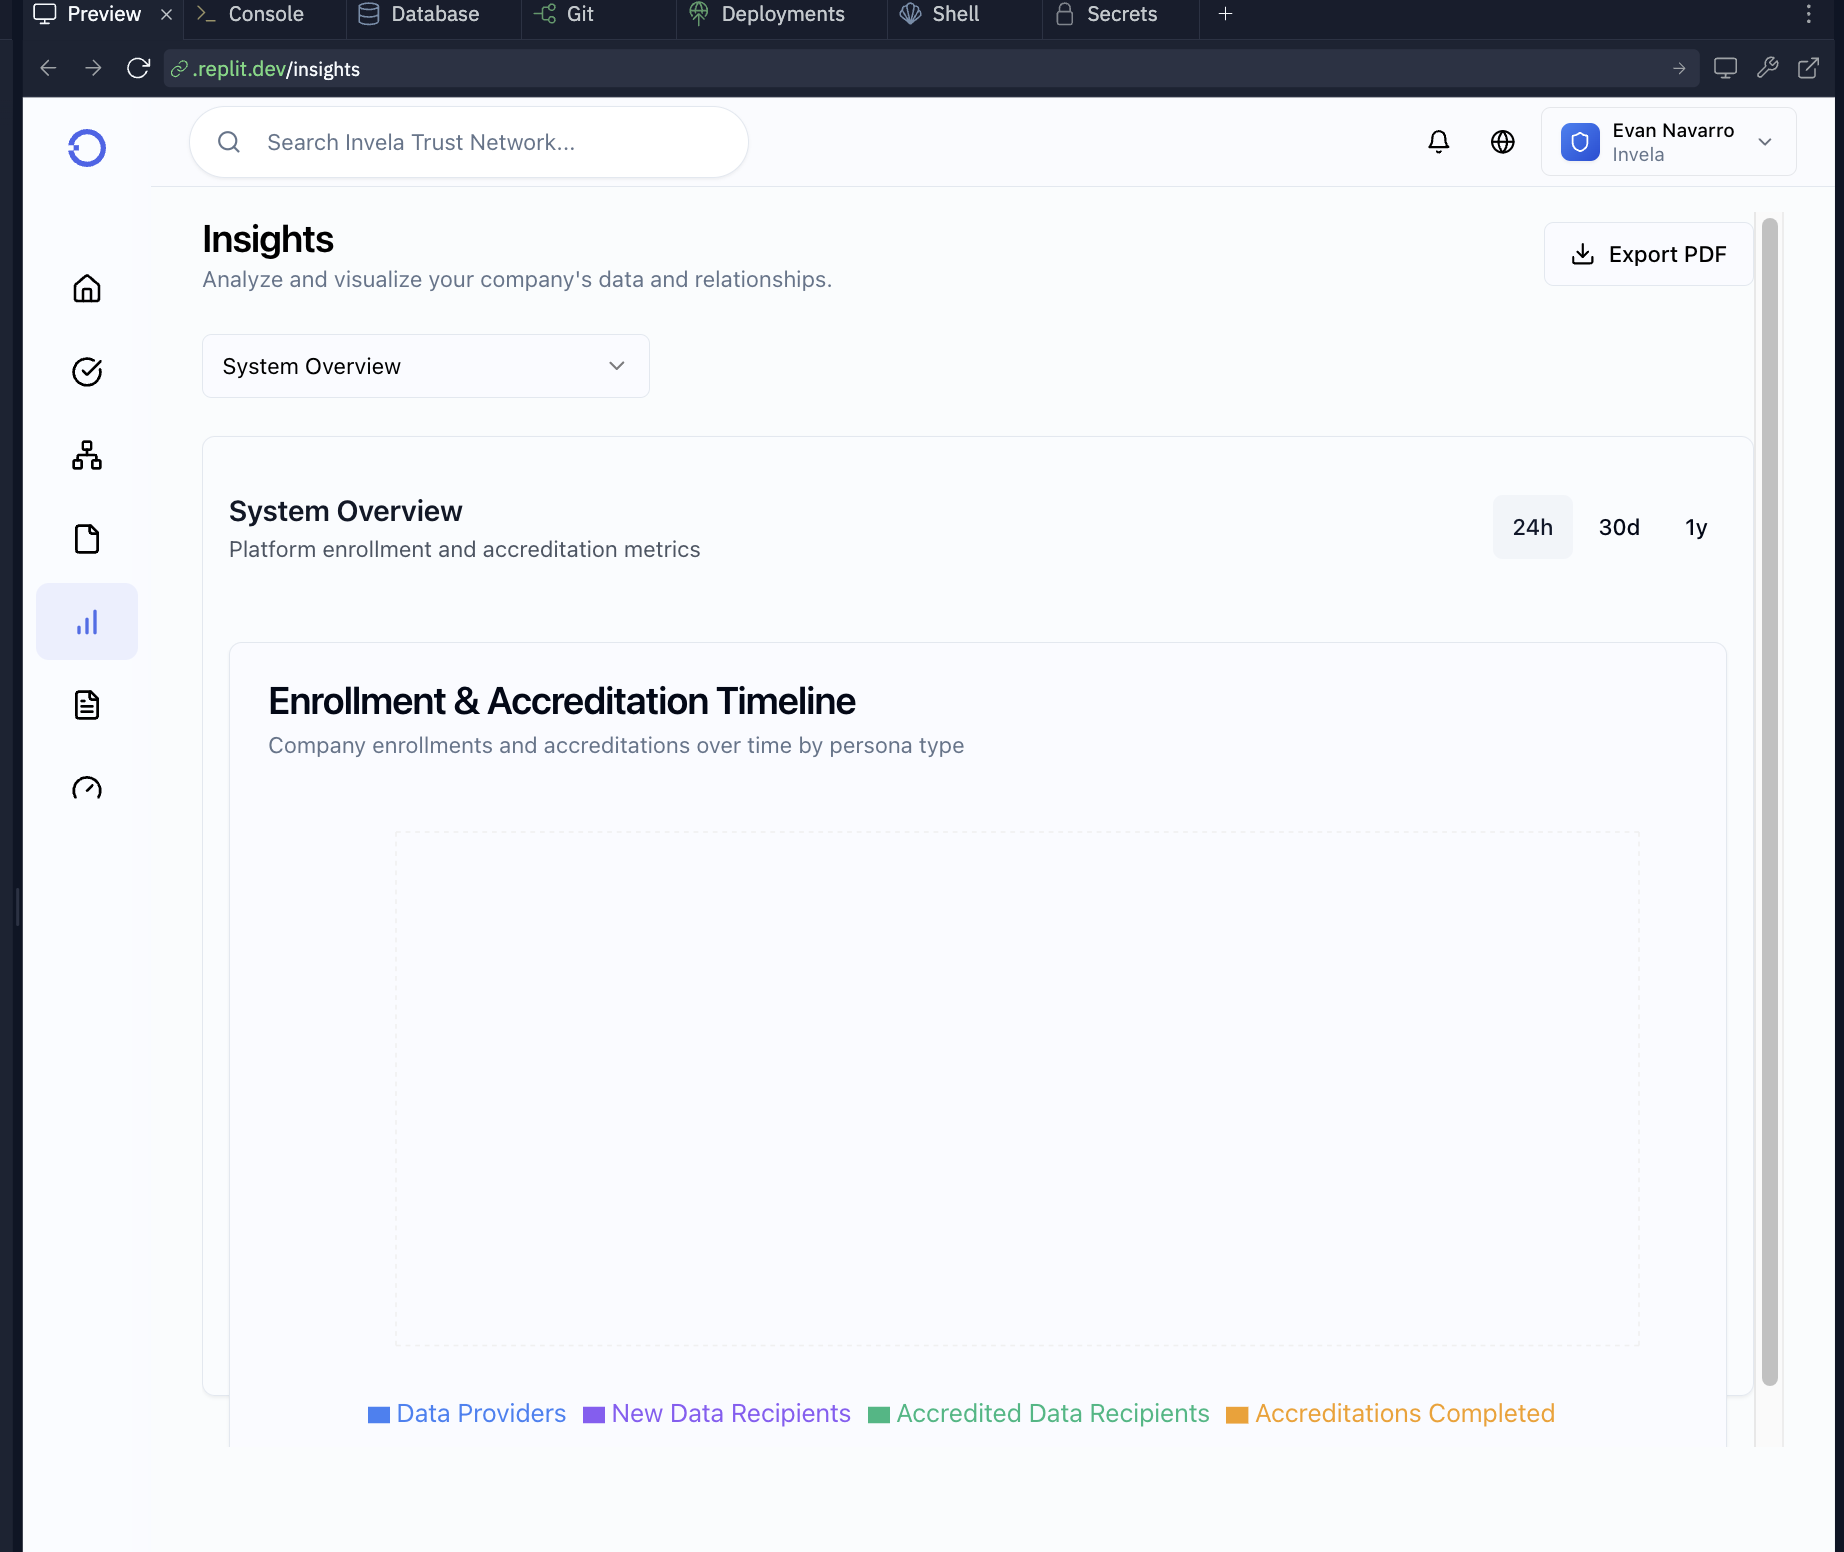 Preview
Console
Database
Git
Deployments
Shell
Secrets
.replit.dev/insights
Search Invela Trust Network...
Evan Navarro
Invela
Insights
Analyze and visualize your company's data and relationships.
Export PDF
System Overview
System Overview
Platform enrollment and accreditation metrics
24h
30d
1y
Enrollment & Accreditation Timeline
Company enrollments and accreditations over time by persona type
Data Providers
New Data Recipients
Accredited Data Recipients
Accreditations Completed